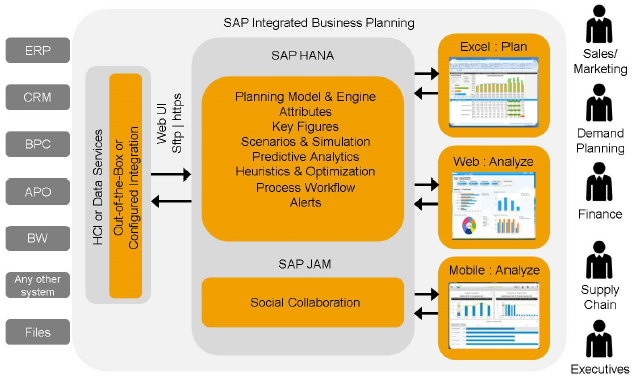 SAP Integrated Business Planning
ERP
CRM
BPC
APO
BW
Any other
system
Files
HCI or Data Services
Out-of-the-Box or
Configured Integration
Web UI
Sftp | https
SAP HANA
Planning Model & Engine
Attributes
Key Figures
Scenarios & Simulation
Predictive Analytics
Heuristics & Optimization
Process Workflow
Alerts
SAP JAM
Social Collaboration
Excel : Plan
Web : Analyze
Mobile : Analyze
Sales/
Marketing
Demand
Planning
Finance
Supply
Chain
Executives